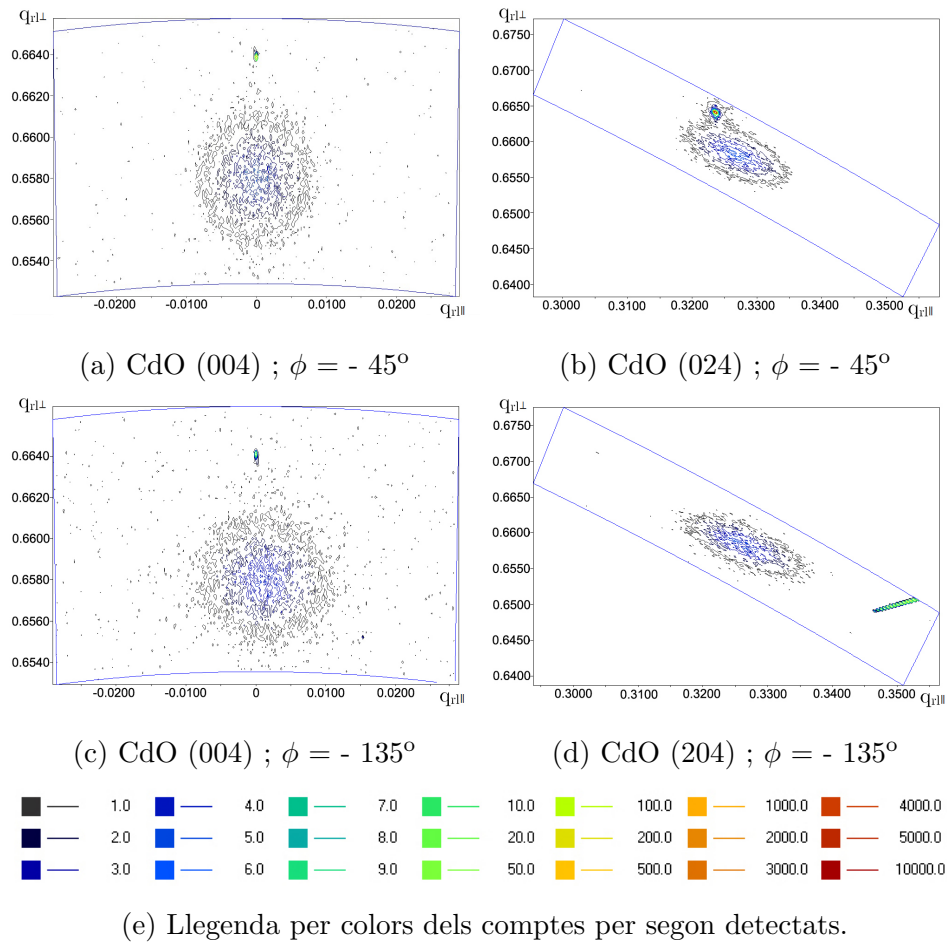 q_rl⊥
0.6640
0.6620
0.6600
0.6580
0.6560
0.6540
-0.0200 -0.0100 0 0.0100 0.0200
q_rl∥
(a) CdO (004) ; ϕ = - 45º
q_rl⊥
0.6750
0.6700
0.6650
0.6600
0.6550
0.6500
0.6450
0.6400
0.3000 0.3100 0.3200 0.3300 0.3400 0.3500
q_rl∥
(b) CdO (024) ; ϕ = - 45º
q_rl⊥
0.6640
0.6620
0.6600
0.6580
0.6560
0.6540
-0.0200 -0.0100 0 0.0100 0.0200
q_rl∥
(c) CdO (004) ; ϕ = - 135º
q_rl⊥
0.6750
0.6700
0.6650
0.6600
0.6550
0.6500
0.6450
0.6400
0.3000 0.3100 0.3200 0.3300 0.3400 0.3500
q_rl∥
(d) CdO (204) ; ϕ = - 135º
1.0 4.0 7.0 10.0 100.0 1000.0 4000.0
2.0 5.0 8.0 20.0 200.0 2000.0 5000.0
3.0 6.0 9.0 50.0 500.0 3000.0 10000.0
(e) Llegenda per colors dels comptes per segon detectats.